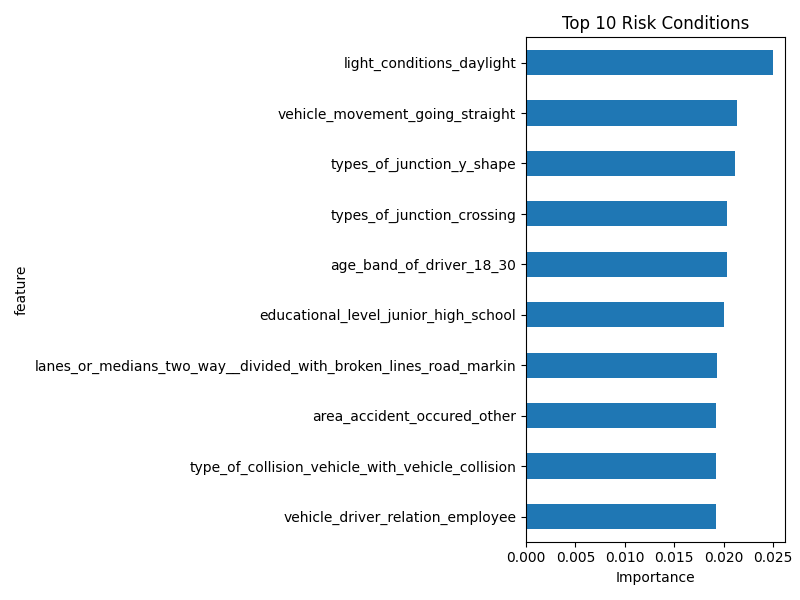 Top 10 Risk Conditions
light_conditions_daylight
vehicle_movement_going_straight
types_of_junction_y_shape
types_of_junction_crossing
age_band_of_driver_18_30
educational_level_junior_high_school
lanes_or_medians_two_way__divided_with_broken_lines_road_markin
area_accident_occured_other
type_of_collision_vehicle_with_vehicle_collision
vehicle_driver_relation_employee
feature
0.000 0.005 0.010 0.015 0.020 0.025
Importance